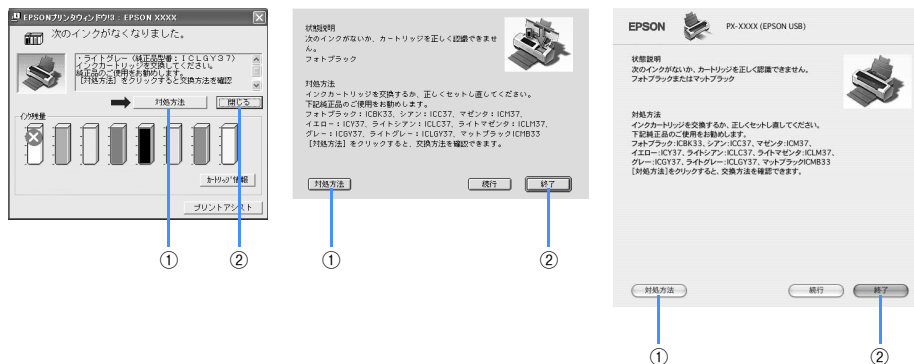 EPSONプリンタウィンドウ!3 : EPSON XXXX
次のインクがなくなりました。
・ライトグレー(純正品型番：ICLGY37)
インクカートリッジを交換してください。
純正品のご使用をお勧めします。
[対処方法]をクリックすると交換方法を確認
対処方法
閉じる
インク残量
カートリッジ情報
プリントアシスト
①
②
状態説明
次のインクがないか、カートリッジを正しく認識できませ
ん。
フォトブラック
対処方法
インクカートリッジを交換するか、正しくセットし直してください。
下記純正品のご使用をお勧めします。
フォトブラック：ICBK33、シアン：ICC37、マゼンタ：ICM37、
イエロー：ICY37、ライトシアン：ICLC37、ライトマゼンタ：ICLM37、
グレー：ICGY37、ライトグレー：ICLGY37、マットブラックICMB33
[対処方法]をクリックすると、交換方法を確認できます。
対処方法
続行
終了
①
②
EPSON
PX-XXXX (EPSON USB)
状態説明
次のインクがないか、カートリッジを正しく認識できません。
フォトブラックまたはマットブラック
対処方法
インクカートリッジを交換するか、正しくセットし直してください。
下記純正品のご使用をお勧めします。
フォトブラック:ICBK33、シアン:ICC37、マゼンタ:ICM37、
イエロー:ICY37、ライトシアン:ICLC37、ライトマゼンタ:ICLM37、
グレー:ICGY37、ライトグレー:ICLGY37、マットブラックICMB33
[対処方法]をクリックすると、交換方法を確認できます。
対処方法
続行
終了
①
②